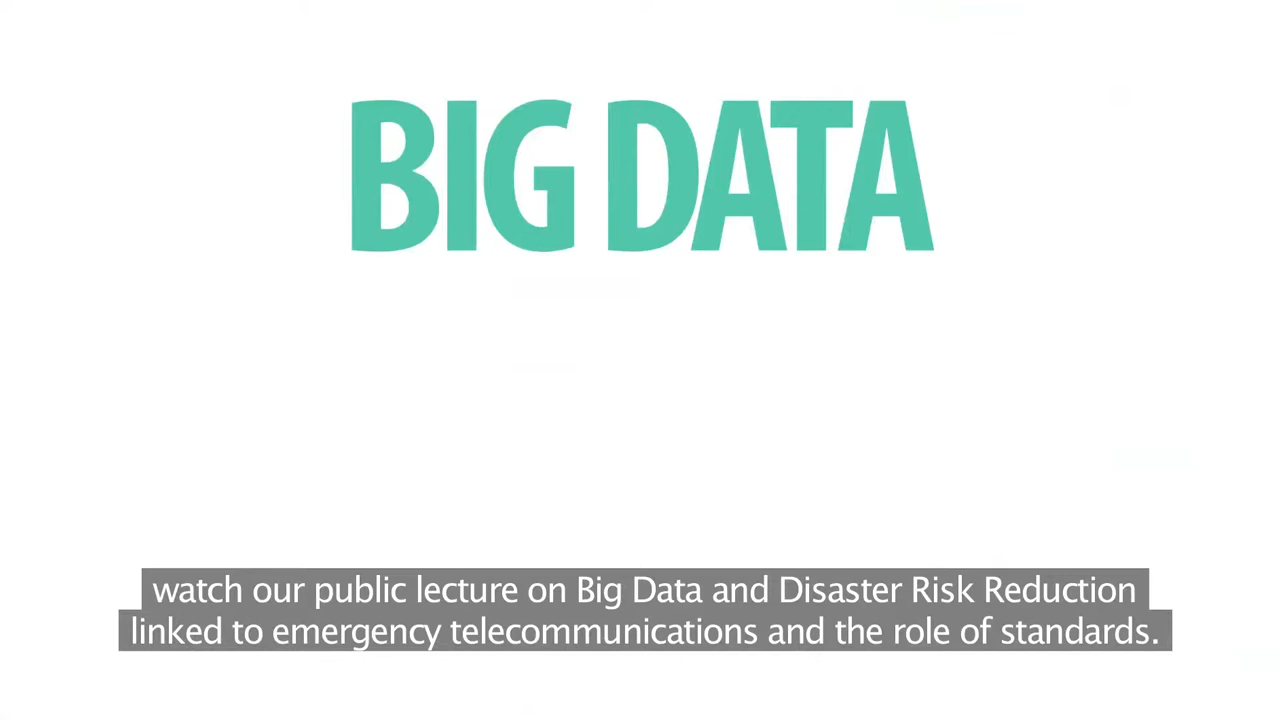 BIG DATA
watch our public lecture on Big Data and Disaster Risk Reduction
linked to emergency telecommunications and the role of standards.